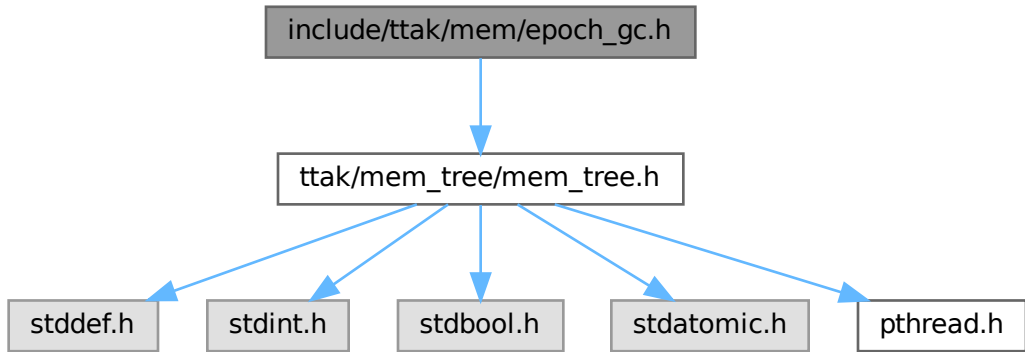 include/ttak/mem/epoch_gc.h
ttak/mem_tree/mem_tree.h
stddef.h
stdint.h
stdbool.h
stdatomic.h
pthread.h